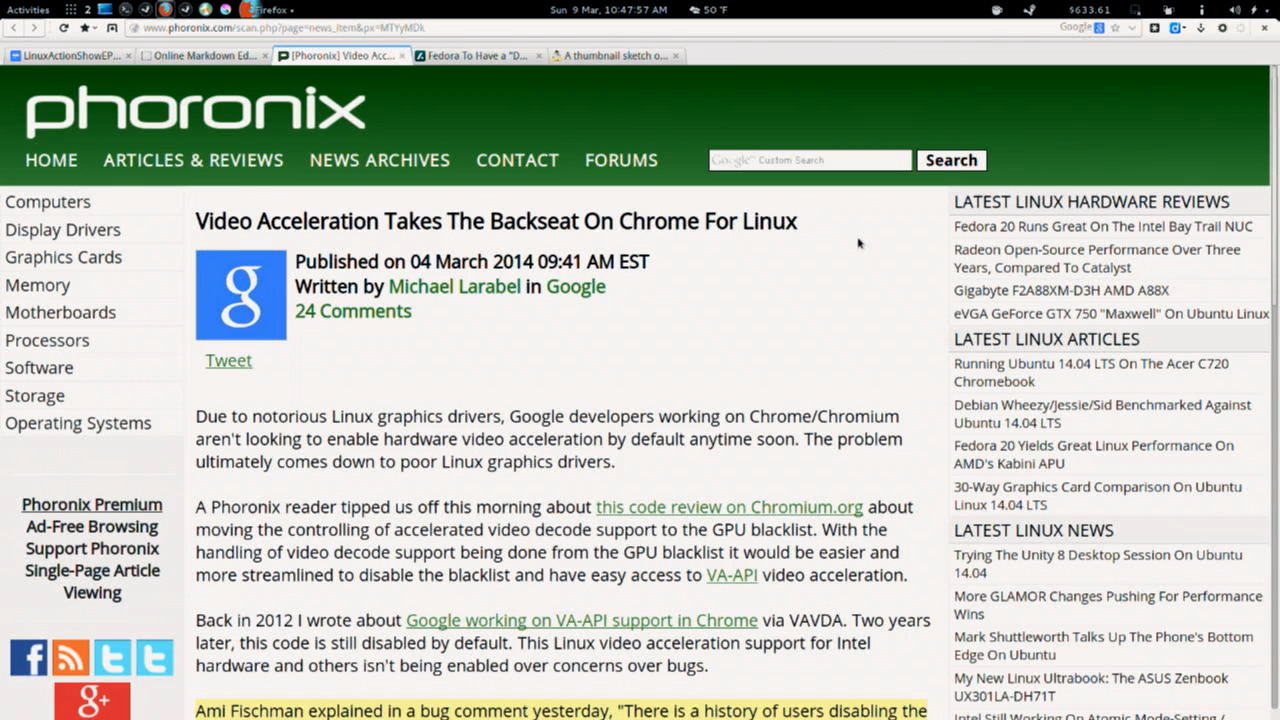 Activities
2
Firefox
Sun 9 Mar, 10:47:57 AM
50 °F
$633.61
www.phoronix.com/scan.php?page=news_item&px=MTYyMDk
Google
LinuxActionShowEP...
Online Markdown Ed...
[Phoronix] Video Acc...
Fedora To Have a "D...
A thumbnail sketch o...
phoronix
HOME
ARTICLES & REVIEWS
NEWS ARCHIVES
CONTACT
FORUMS
Google Custom Search
Search
Computers
Display Drivers
Graphics Cards
Memory
Motherboards
Processors
Software
Storage
Operating Systems
Phoronix Premium
Ad-Free Browsing
Support Phoronix
Single-Page Article
Viewing
Video Acceleration Takes The Backseat On Chrome For Linux
Published on 04 March 2014 09:41 AM EST
Written by Michael Larabel in Google
24 Comments
Tweet
Due to notorious Linux graphics drivers, Google developers working on Chrome/Chromium
aren't looking to enable hardware video acceleration by default anytime soon. The problem
ultimately comes down to poor Linux graphics drivers.
A Phoronix reader tipped us off this morning about this code review on Chromium.org about
moving the controlling of accelerated video decode support to the GPU blacklist. With the
handling of video decode support being done from the GPU blacklist it would be easier and
more streamlined to disable the blacklist and have easy access to VA-API video acceleration.
Back in 2012 I wrote about Google working on VA-API support in Chrome via VAVDA. Two years
later, this code is still disabled by default. This Linux video acceleration support for Intel
hardware and others isn't being enabled over concerns over bugs.
Ami Fischman explained in a bug comment yesterday, "There is a history of users disabling the
LATEST LINUX HARDWARE REVIEWS
Fedora 20 Runs Great On The Intel Bay Trail NUC
Radeon Open-Source Performance Over Three
Years, Compared To Catalyst
Gigabyte F2A88XM-D3H AMD A88X
eVGA GeForce GTX 750 "Maxwell" On Ubuntu Linux
LATEST LINUX ARTICLES
Running Ubuntu 14.04 LTS On The Acer C720
Chromebook
Debian Wheezy/Jessie/Sid Benchmarked Against
Ubuntu 14.04 LTS
Fedora 20 Yields Great Linux Performance On
AMD's Kabini APU
30-Way Graphics Card Comparison On Ubuntu
Linux 14.04 LTS
LATEST LINUX NEWS
Trying The Unity 8 Desktop Session On Ubuntu
14.04
More GLAMOR Changes Pushing For Performance
Wins
Mark Shuttleworth Talks Up The Phone's Bottom
Edge On Ubuntu
My New Linux Ultrabook: The ASUS Zenbook
UX301LA-DH71T
Intel Still Working On Atomic Mode-Setting /